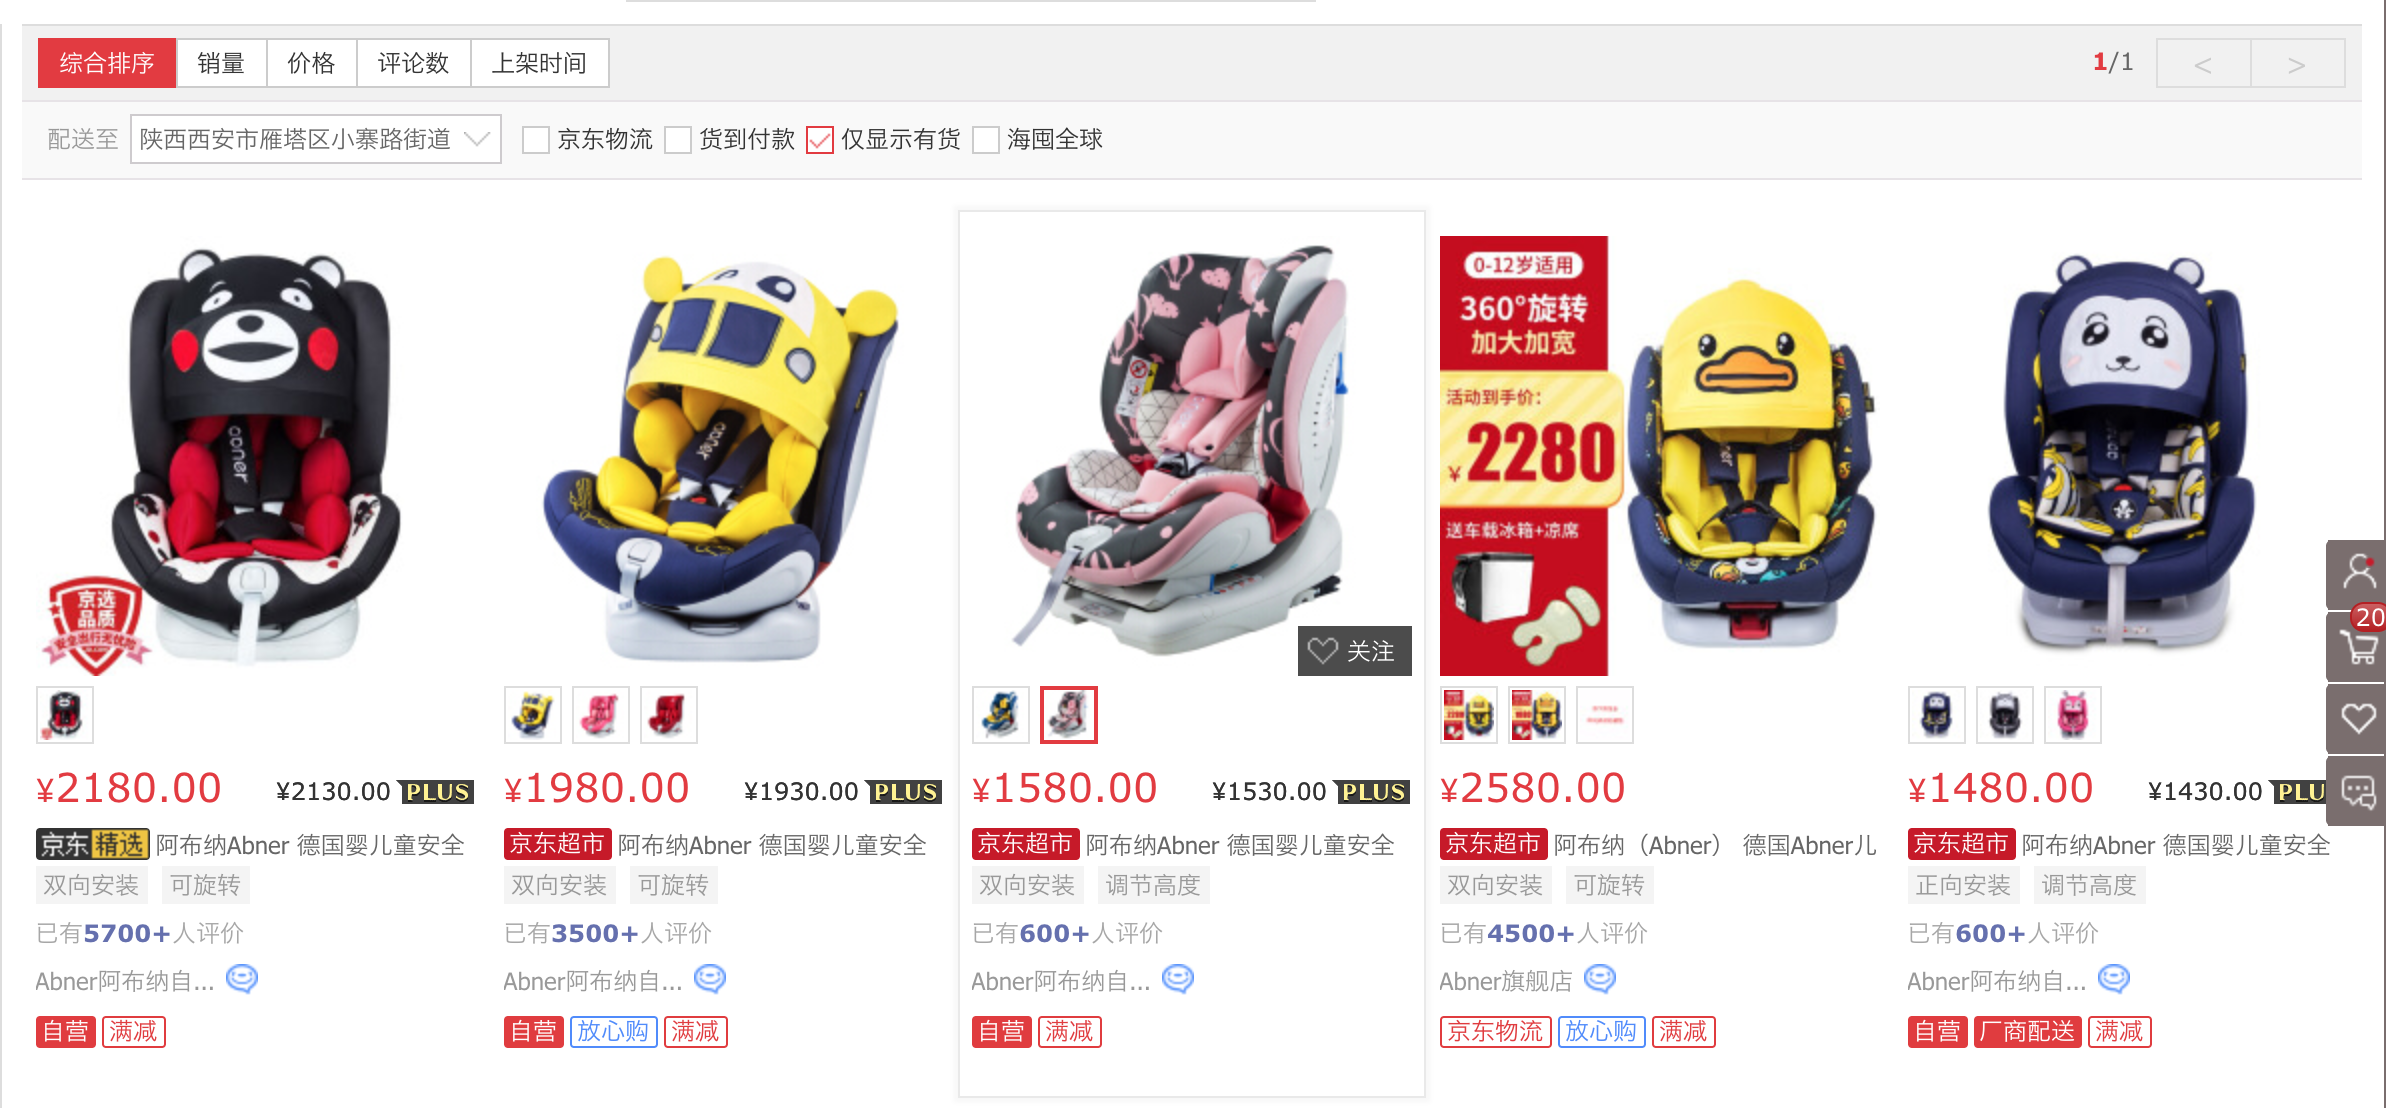 综合排序 销量 价格 评论数 上架时间 1/1 < >
配送至 陕西西安市雁塔区小寨路街道 京东物流 货到付款 仅显示有货 海囤全球
abner
京选
品质
安全出行无忧购
abner
关注
0-12岁适用
360°旋转
加大加宽
活动到手价：
¥2280
送车载冰箱+凉席
20
¥2180.00 ¥2130.00 PLUS
京东精选 阿布纳Abner 德国婴儿童安全
双向安装 可旋转
已有5700+人评价
Abner阿布纳自...
自营 满减
¥1980.00 ¥1930.00 PLUS
京东超市 阿布纳Abner 德国婴儿童安全
双向安装 可旋转
已有3500+人评价
Abner阿布纳自...
自营 放心购 满减
¥1580.00 ¥1530.00 PLUS
京东超市 阿布纳Abner 德国婴儿童安全
双向安装 调节高度
已有600+人评价
Abner阿布纳自...
自营 满减
¥2580.00
京东超市 阿布纳（Abner） 德国Abner儿
双向安装 可旋转
已有4500+人评价
Abner旗舰店
京东物流 放心购 满减
¥1480.00 ¥1430.00 PLU
京东超市 阿布纳Abner 德国婴儿童安全
正向安装 调节高度
已有600+人评价
Abner阿布纳自...
自营 厂商配送 满减